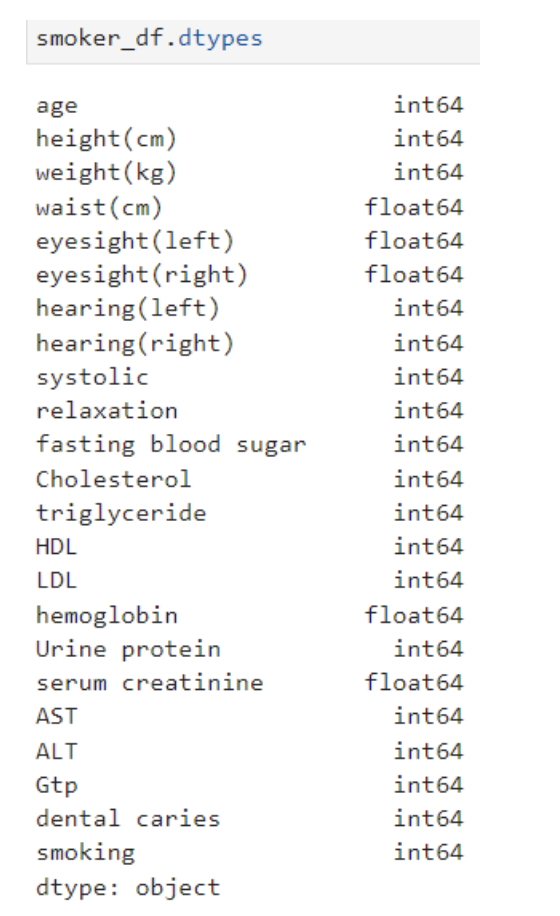 smoker_df.dtypes
age int64
height(cm) int64
weight(kg) int64
waist(cm) float64
eyesight(left) float64
eyesight(right) float64
hearing(left) int64
hearing(right) int64
systolic int64
relaxation int64
fasting blood sugar int64
Cholesterol int64
triglyceride int64
HDL int64
LDL int64
hemoglobin float64
Urine protein int64
serum creatinine float64
AST int64
ALT int64
Gtp int64
dental caries int64
smoking int64
dtype: object